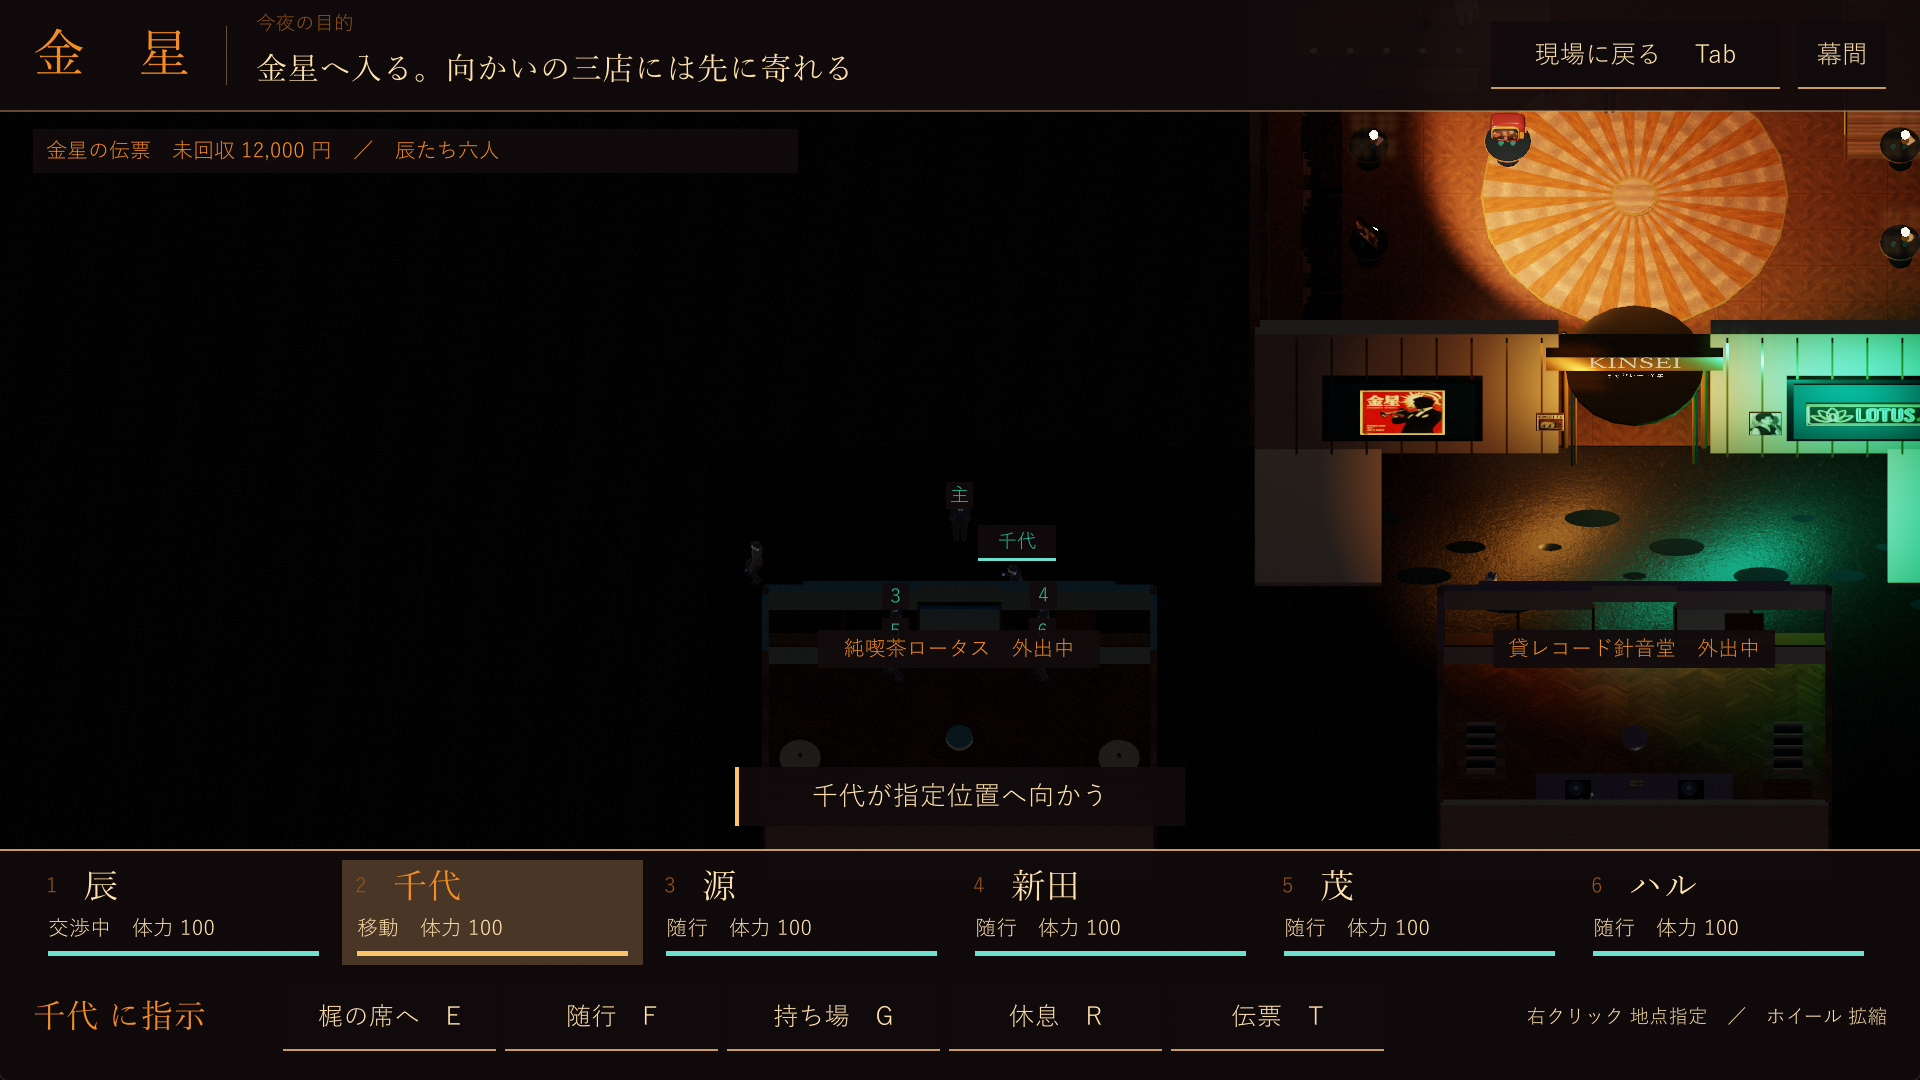 金星
今夜の目的
金星へ入る。向かいの三店には先に寄れる
現場に戻る Tab
幕間
金星の伝票 未回収 12,000 円 ／ 辰たち六人
KINSEI
金星
LOTUS
主
千代
3
4
5
6
純喫茶ロータス 外出中
貸レコード針音堂 外出中
千代が指定位置へ向かう
1 辰
交渉中 体力 100
2 千代
移動 体力 100
3 源
随行 体力 100
4 新田
随行 体力 100
5 茂
随行 体力 100
6 ハル
随行 体力 100
千代 に指示
梶の席へ E
随行 F
持ち場 G
休息 R
伝票 T
右クリック 地点指定 ／ ホイール 拡縮